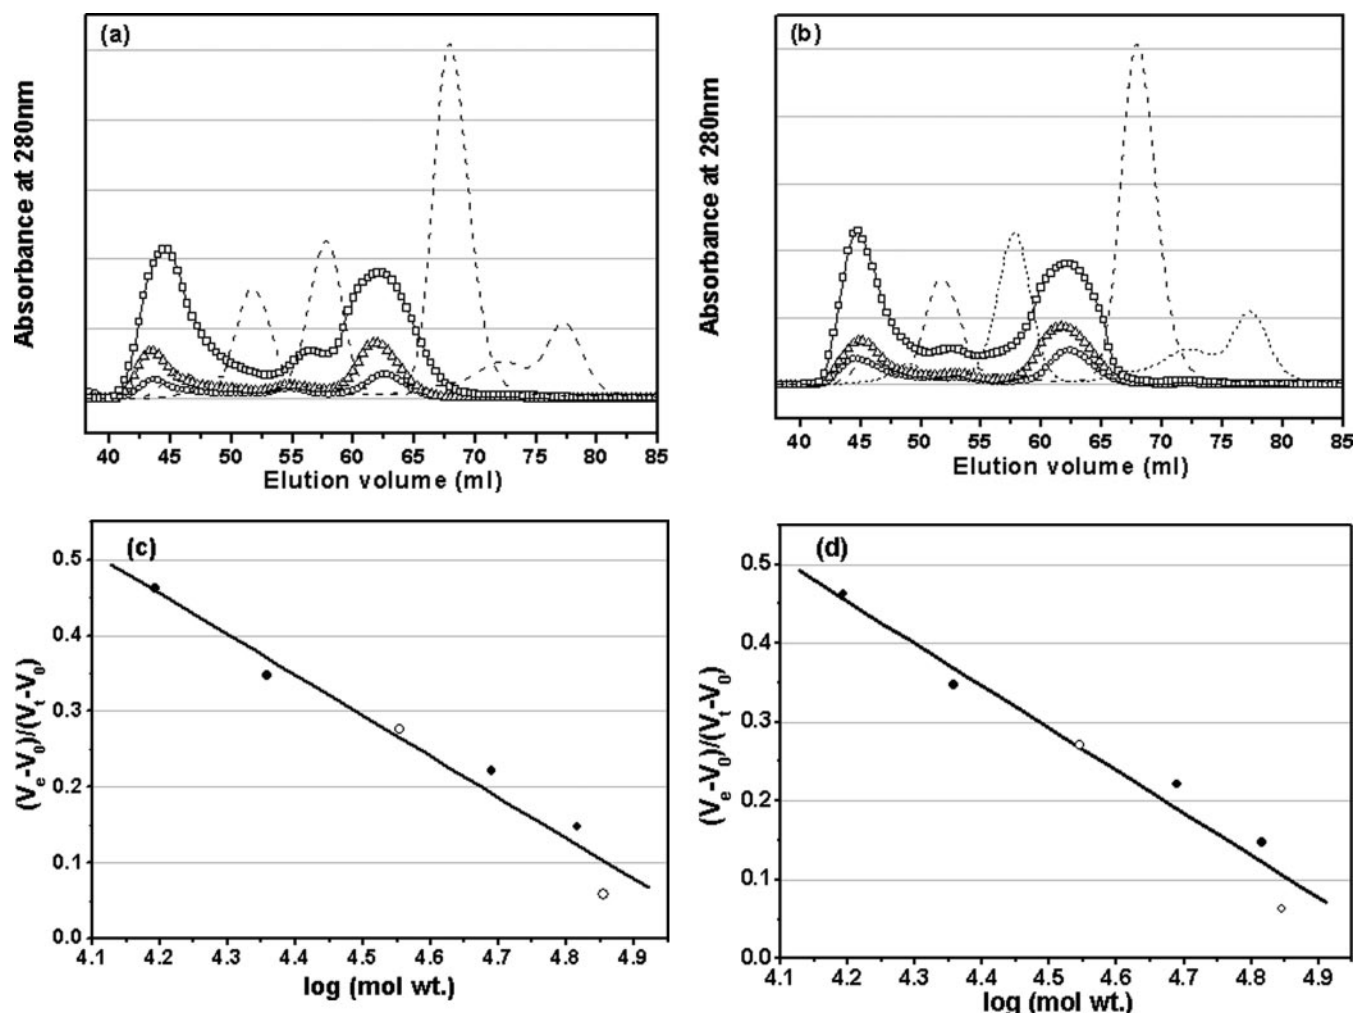 (a)
Absorbance at 280nm
40 45 50 55 60 65 70 75 80 85
Elution volume (ml)
(b)
Absorbance at 280nm
40 45 50 55 60 65 70 75 80 85
Elution volume (ml)
(c)
0.5
0.4
0.3
0.2
0.1
0.0
(Ve-V0)/(Vt-V0)
4.1 4.2 4.3 4.4 4.5 4.6 4.7 4.8 4.9
log (mol wt.)
(d)
0.5
0.4
0.3
0.2
0.1
0.0
(Ve-V0)/(Vt-V0)
4.1 4.2 4.3 4.4 4.5 4.6 4.7 4.8 4.9
log (mol wt.)